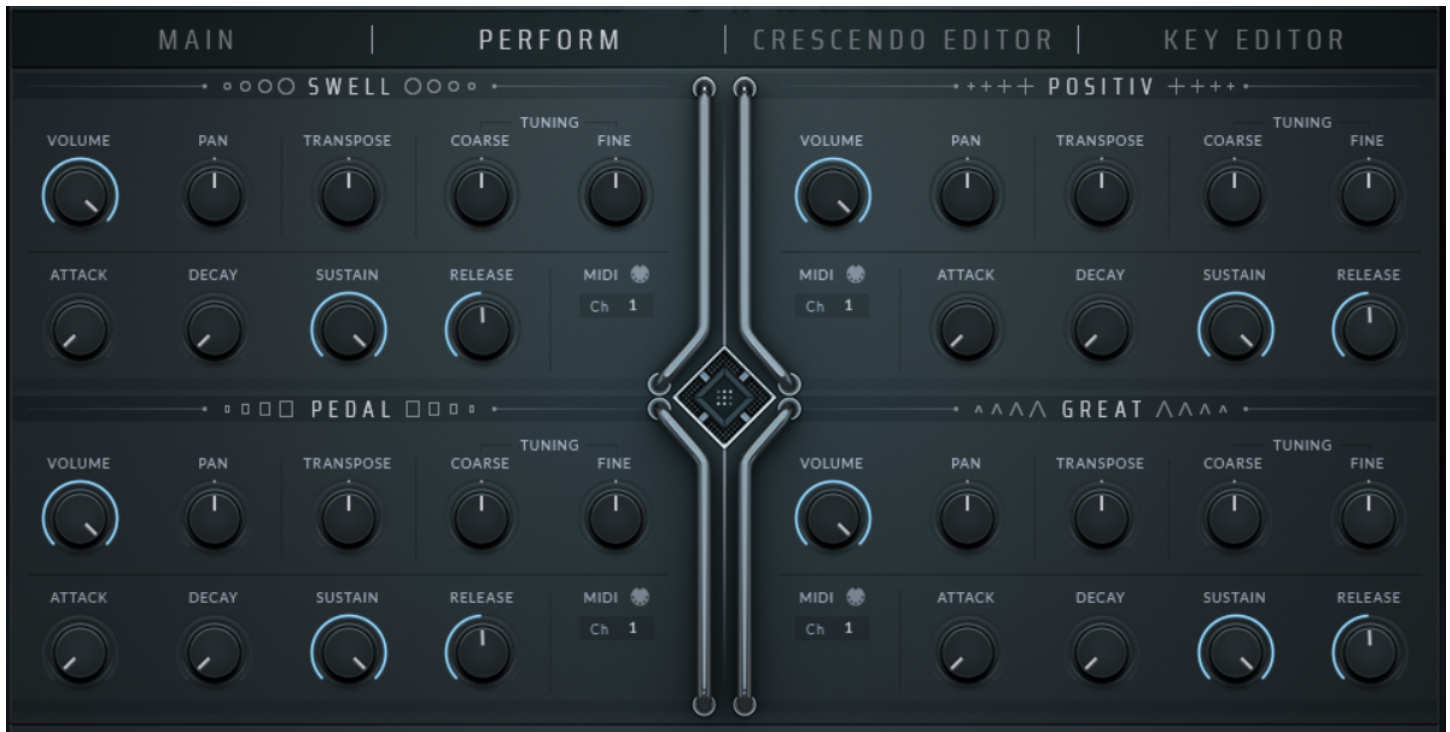 MAIN PERFORM CRESCENDO EDITOR KEY EDITOR
SWELL
TUNING
VOLUME PAN TRANSPOSE COARSE FINE
ATTACK DECAY SUSTAIN RELEASE MIDI
Ch 1
POSITIV
TUNING
VOLUME PAN TRANSPOSE COARSE FINE
MIDI ATTACK DECAY SUSTAIN RELEASE
Ch 1
PEDAL
TUNING
VOLUME PAN TRANSPOSE COARSE FINE
ATTACK DECAY SUSTAIN RELEASE MIDI
Ch 1
GREAT
TUNING
VOLUME PAN TRANSPOSE COARSE FINE
MIDI ATTACK DECAY SUSTAIN RELEASE
Ch 1